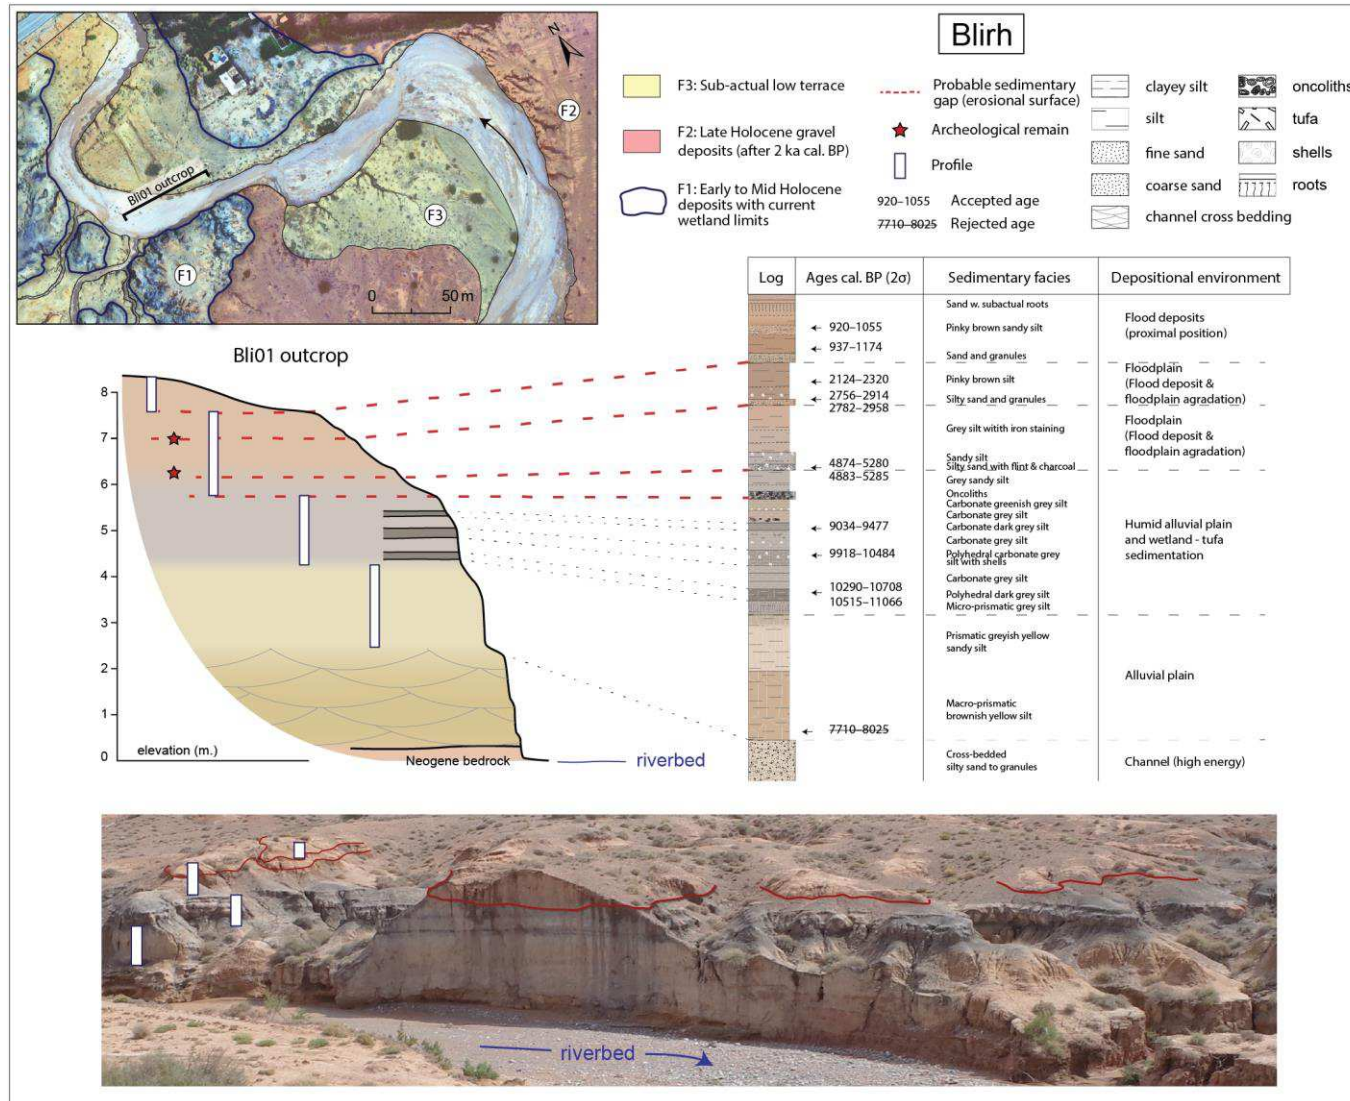 Blirh
N
F2
F3
F1
Bli01 outcrop
0 50 m
F3: Sub-actual low terrace
F2: Late Holocene gravel
deposits (after 2 ka cal. BP)
F1: Early to Mid Holocene
deposits with current
wetland limits
Probable sedimentary
gap (erosional surface)
Archeological remain
Profile
920–1055 Accepted age
7710–8025 Rejected age
clayey silt
silt
fine sand
coarse sand
channel cross bedding
oncoliths
tufa
shells
roots
Bli01 outcrop
8
7
6
5
4
3
2
1
0
elevation (m.)
Neogene bedrock
riverbed
Log Ages cal. BP (2σ) Sedimentary facies Depositional environment
920–1055
937–1174
2124–2320
2756–2914
2782–2958
4874–5280
4883–5285
9034–9477
9918–10484
10290–10708
10515–11066
7710–8025
Sand w. subactual roots
Pinky brown sandy silt
Sand and granules
Pinky brown silt
Silty sand and granules
Grey silt witith iron staining
Sandy silt
Silty sand with flint & charcoal
Grey sandy silt
Oncoliths
Carbonate greenish grey silt
Carbonate grey silt
Carbonate dark grey silt
Carbonate grey silt
Polyhedral carbonate grey
silt with shells
Carbonate grey silt
Polyhedral dark grey silt
Micro-prismatic grey silt
Prismatic greyish yellow
sandy silt
Macro-prismatic
brownish yellow silt
Cross-bedded
silty sand to granules
Flood deposits
(proximal position)
Floodplain
(Flood deposit &
floodplain agradation)
Floodplain
(Flood deposit &
floodplain agradation)
Humid alluvial plain
and wetland - tufa
sedimentation
Alluvial plain
Channel (high energy)
riverbed